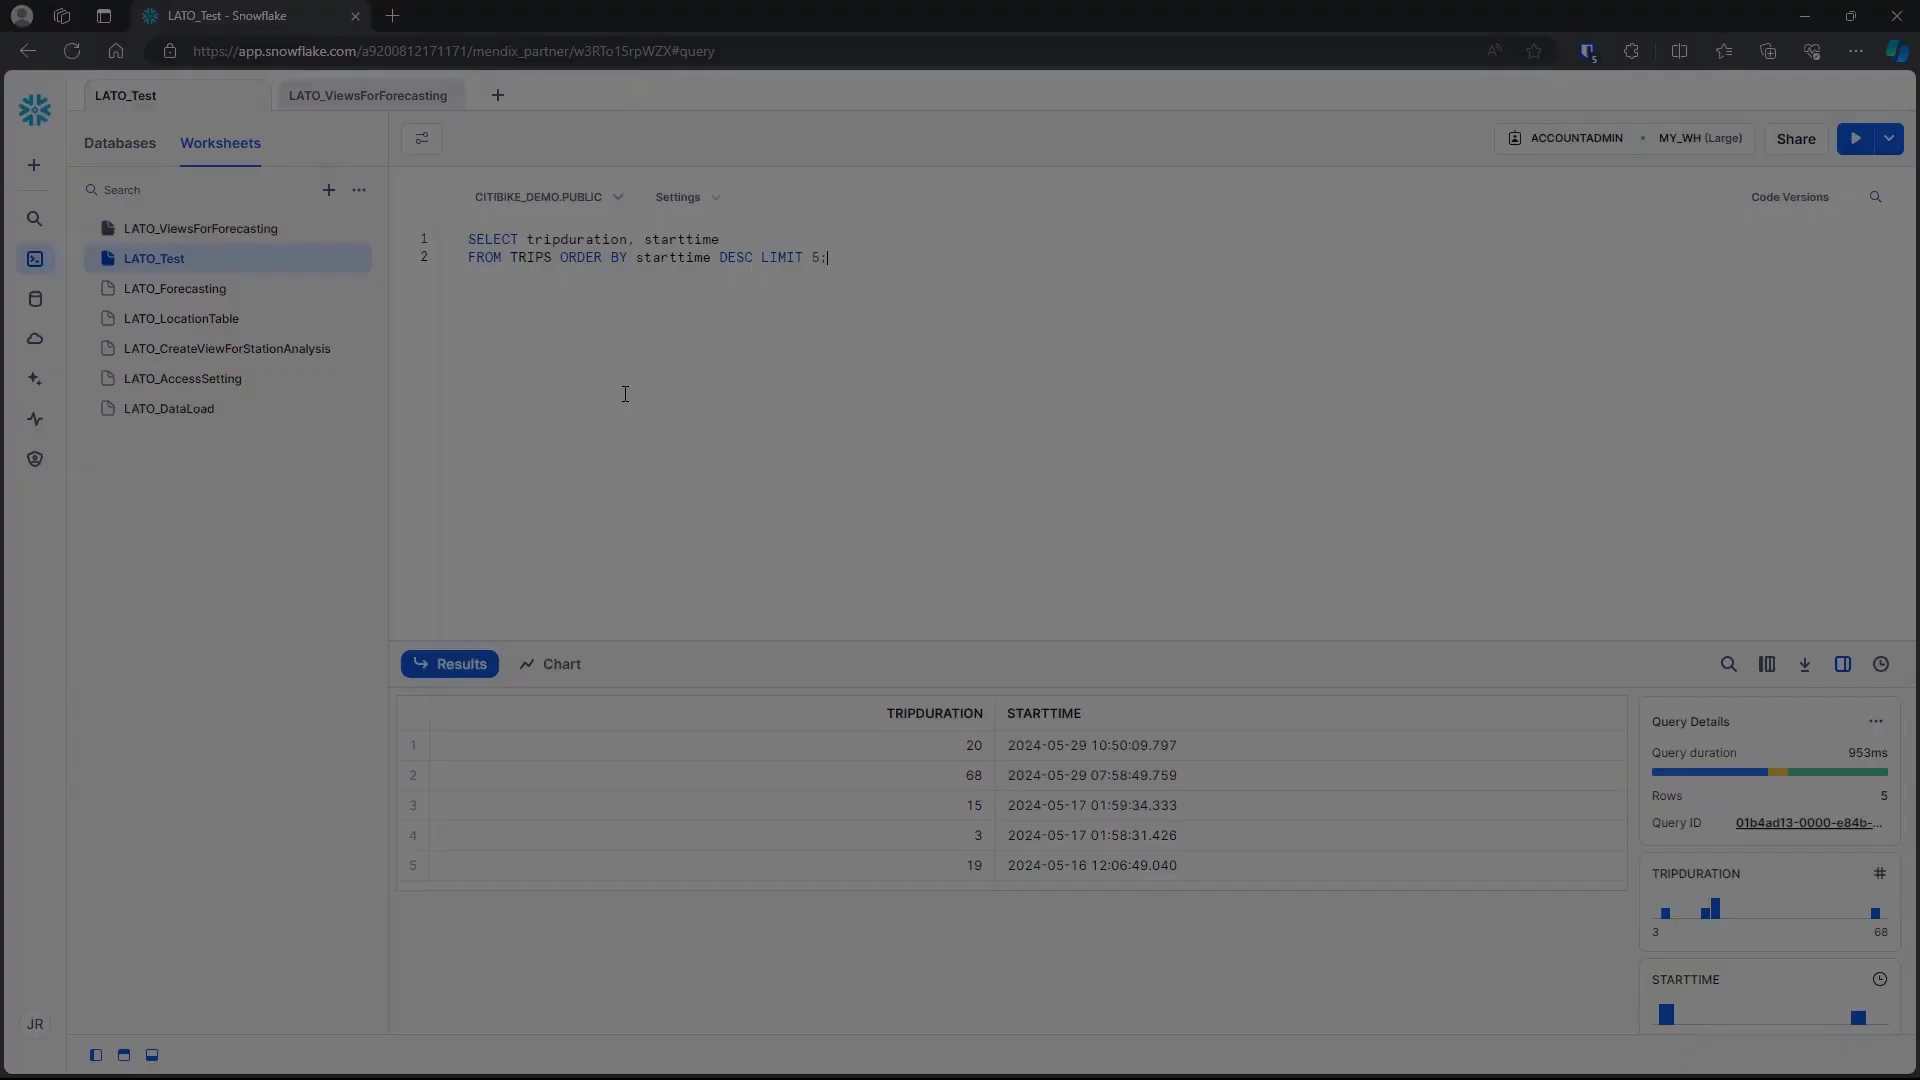 LATO_Test - Snowflake
https://app.snowflake.com/a9200812171171/mendix_partner/w3RTo15rpWZX#query
LATO_Test
LATO_ViewsForForecasting
Databases
Worksheets
ACCOUNTADMIN
MY_WH (Large)
Share
Search
CITIBIKE_DEMO.PUBLIC
Settings
Code Versions
LATO_ViewsForForecasting
LATO_Test
LATO_Forecasting
LATO_LocationTable
LATO_CreateViewForStationAnalysis
LATO_AccessSetting
LATO_DataLoad
1 SELECT tripduration, starttime
2 FROM TRIPS ORDER BY starttime DESC LIMIT 5;
Results
Chart
TRIPDURATION STARTTIME
1 20 2024-05-29 10:50:09.797
2 68 2024-05-29 07:58:49.759
3 15 2024-05-17 01:59:34.333
4 3 2024-05-17 01:58:31.426
5 19 2024-05-16 12:06:49.040
Query Details
Query duration 953ms
Rows 5
Query ID 01b4ad13-0000-e84b-...
TRIPDURATION
3 68
STARTTIME
JR